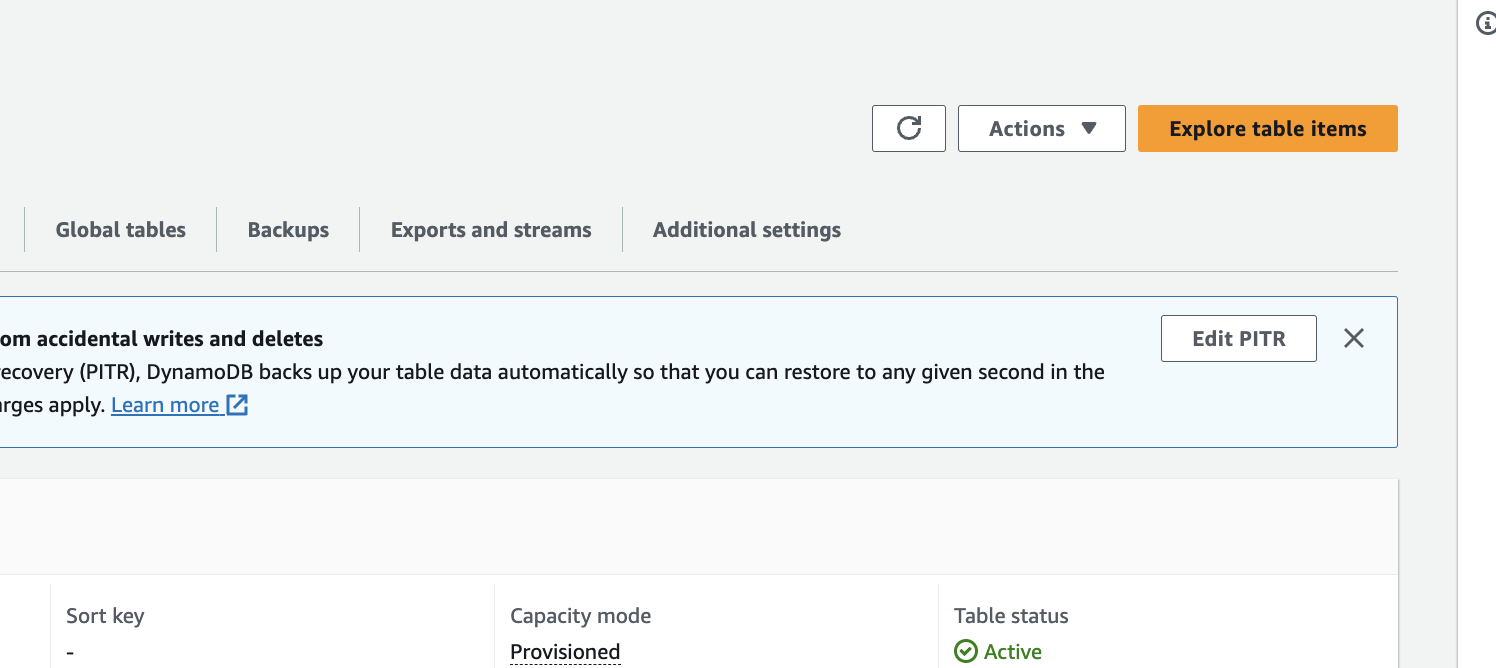 Actions
Explore table items
Global tables
Backups
Exports and streams
Additional settings
om accidental writes and deletes
Edit PITR
ecovery (PITR), DynamoDB backs up your table data automatically so that you can restore to any given second in the
arges apply. Learn more
Sort key
-
Capacity mode
Provisioned
Table status
Active